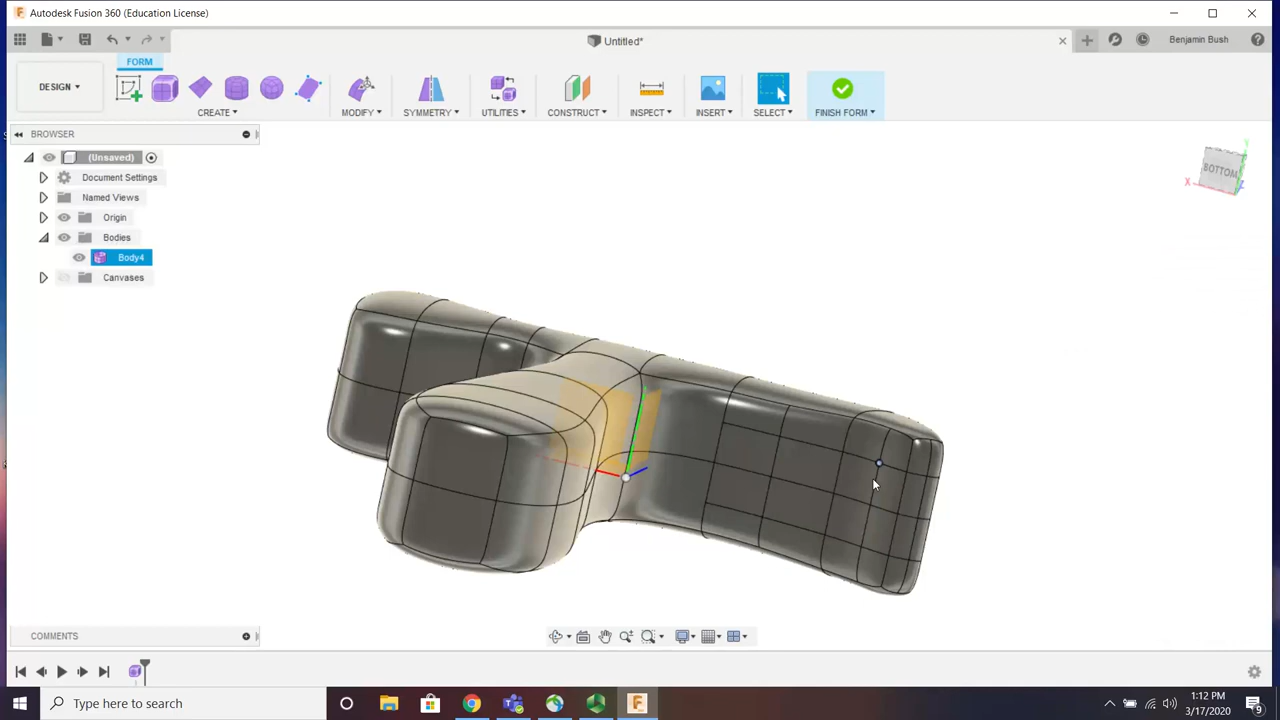 Autodesk Fusion 360 (Education License)
Untitled*
Benjamin Bush
FORM
DESIGN
CREATE
MODIFY
SYMMETRY
UTILITIES
CONSTRUCT
INSPECT
INSERT
SELECT
FINISH FORM
BROWSER
(Unsaved)
Document Settings
Named Views
Origin
Bodies
Body4
Canvases
BOTTOM
X
COMMENTS
Type here to search
1:12 PM
3/17/2020